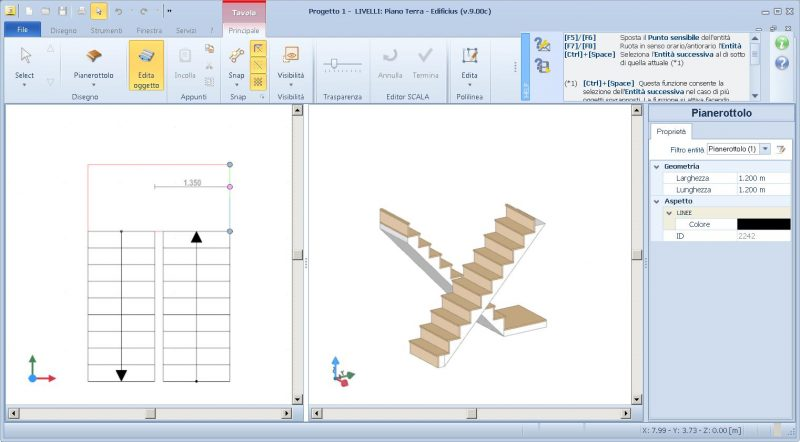 Tavola
Progetto 1 - LIVELLI: Piano Terra - Edificius (v.9.00c)
File
Disegno
Strumenti
Finestra
Servizi
?
Principale
Select
Pianerottolo
Edita
oggetto
Incolla
Snap
Visibilità
Annulla
Termina
Edita
Disegno
Appunti
Snap
Visibilità
Trasparenza
Editor SCALA
Polilinea
HELP
[F5]/[F6] Sposta il Punto sensibile dell'entità
[F7]/[F8] Ruota in senso orario/antiorario l'Entità
[Ctrl]+[Space] Seleziona l'Entità successiva al di sotto
di quella attuale (*1)
(*1) [Ctrl]+[Space] Questa funzione consente la
selezione dell'Entità successiva nel caso di più
oggetti sovrapposti. La funzione si attiva facendo
1.350
Pianerottolo
Proprietà
Filtro entità Pianerottolo (1)
Geometria
Larghezza 1.200 m
Lunghezza 1.200 m
Aspetto
LINEE
Colore
ID 2242
X: 7.99 - Y: 3.73 - Z: 0.00 [m]